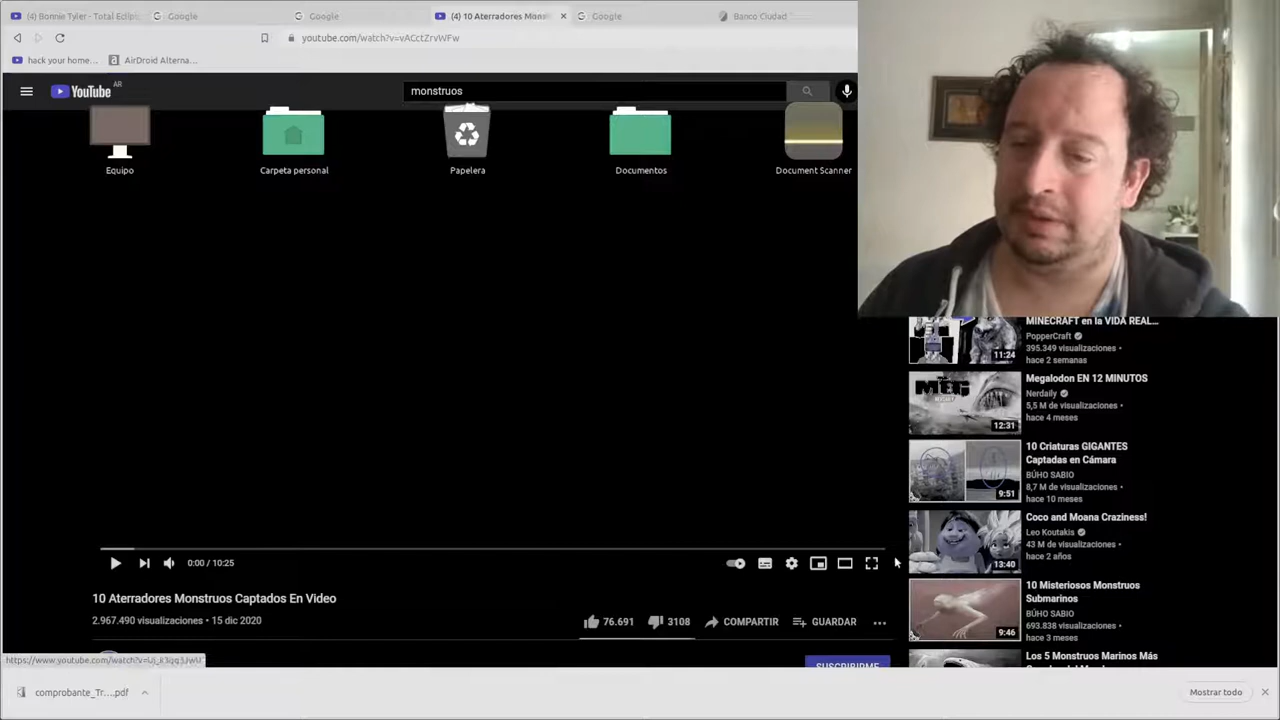 (4) Bonnie Tyler - Total Eclips
Google
Google
(4) 10 Aterradores Mons
Google
Banco Ciudad
youtube.com/watch?v=vACctZrvWFw
hack your home...
AirDroid Alterna...
YouTube
AR
monstruos
Equipo
Carpeta personal
Papelera
Documentos
Document Scanner
MINECRAFT en la VIDA REAL...
PopperCraft
395.349 visualizaciones •
hace 2 semanas
11:24
Megalodon EN 12 MINUTOS
Nerdaily
5,5 M de visualizaciones •
hace 4 meses
12:31
10 Criaturas GIGANTES
Captadas en Cámara
BÚHO SABIO
8,7 M de visualizaciones •
hace 10 meses
9:51
Coco and Moana Craziness!
Leo Koutakis
43 M de visualizaciones •
hace 2 años
13:40
10 Misteriosos Monstruos
Submarinos
BÚHO SABIO
693.838 visualizaciones •
hace 3 meses
9:46
Los 5 Monstruos Marinos Más
0:00 / 10:25
10 Aterradores Monstruos Captados En Video
2.967.490 visualizaciones • 15 dic 2020
76.691
3108
COMPARTIR
GUARDAR
SUSCRIBIRME
comprobante_Tr....pdf
Mostrar todo